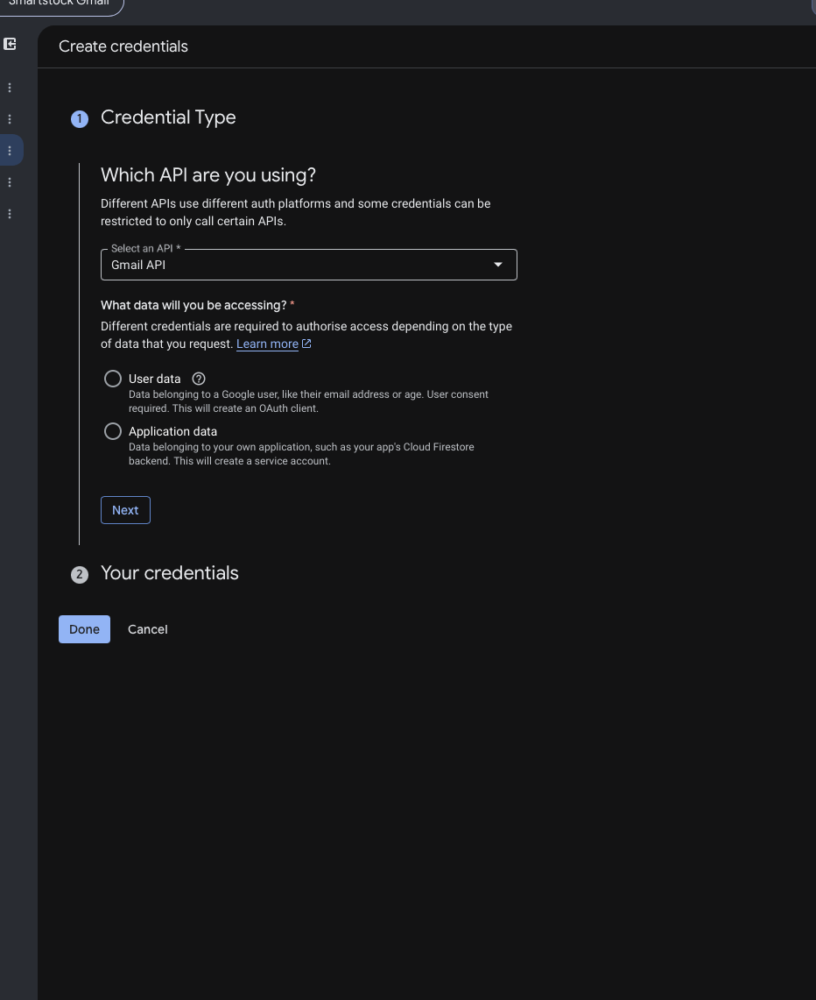 Smartstock Gmail
Create credentials
1 Credential Type
Which API are you using?
Different APIs use different auth platforms and some credentials can be
restricted to only call certain APIs.
Select an API *
Gmail API
What data will you be accessing? *
Different credentials are required to authorise access depending on the type
of data that you request. Learn more
User data
Data belonging to a Google user, like their email address or age. User consent
required. This will create an OAuth client.
Application data
Data belonging to your own application, such as your app's Cloud Firestore
backend. This will create a service account.
Next
2 Your credentials
Done Cancel